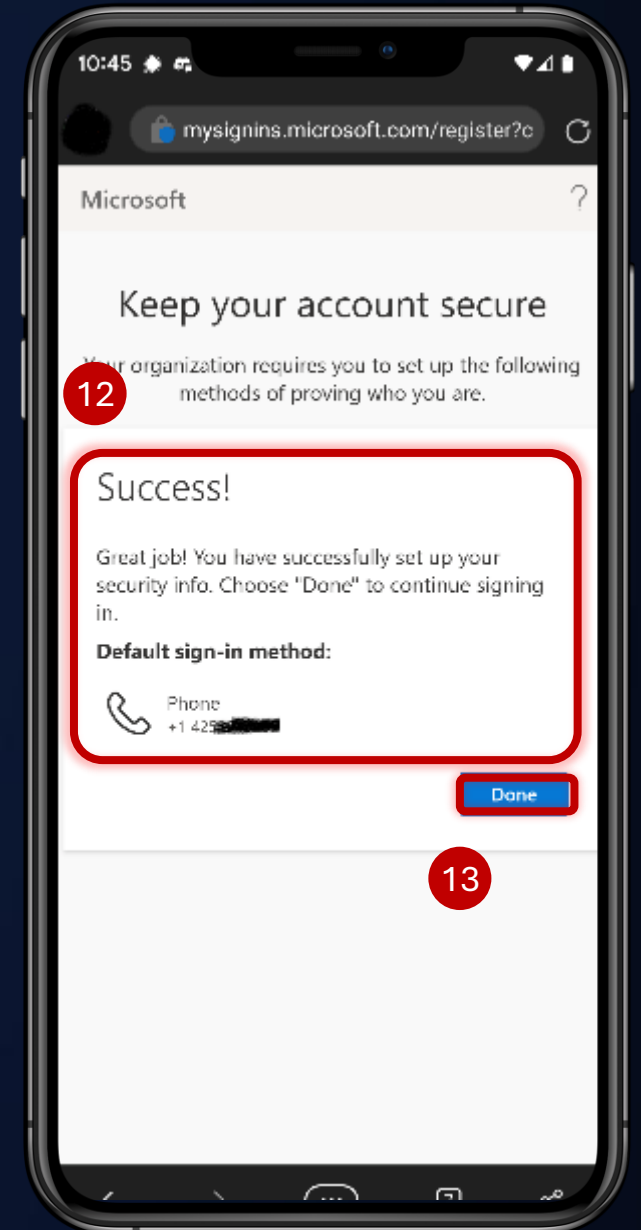 10:45
mysignins.microsoft.com/register?c
Microsoft
?
Keep your account secure
Your organization requires you to set up the following
12
methods of proving who you are.
Success!
Great job! You have successfully set up your
security info. Choose "Done" to continue signing
in.
Default sign-in method:
Phone
+1 425
Done
13